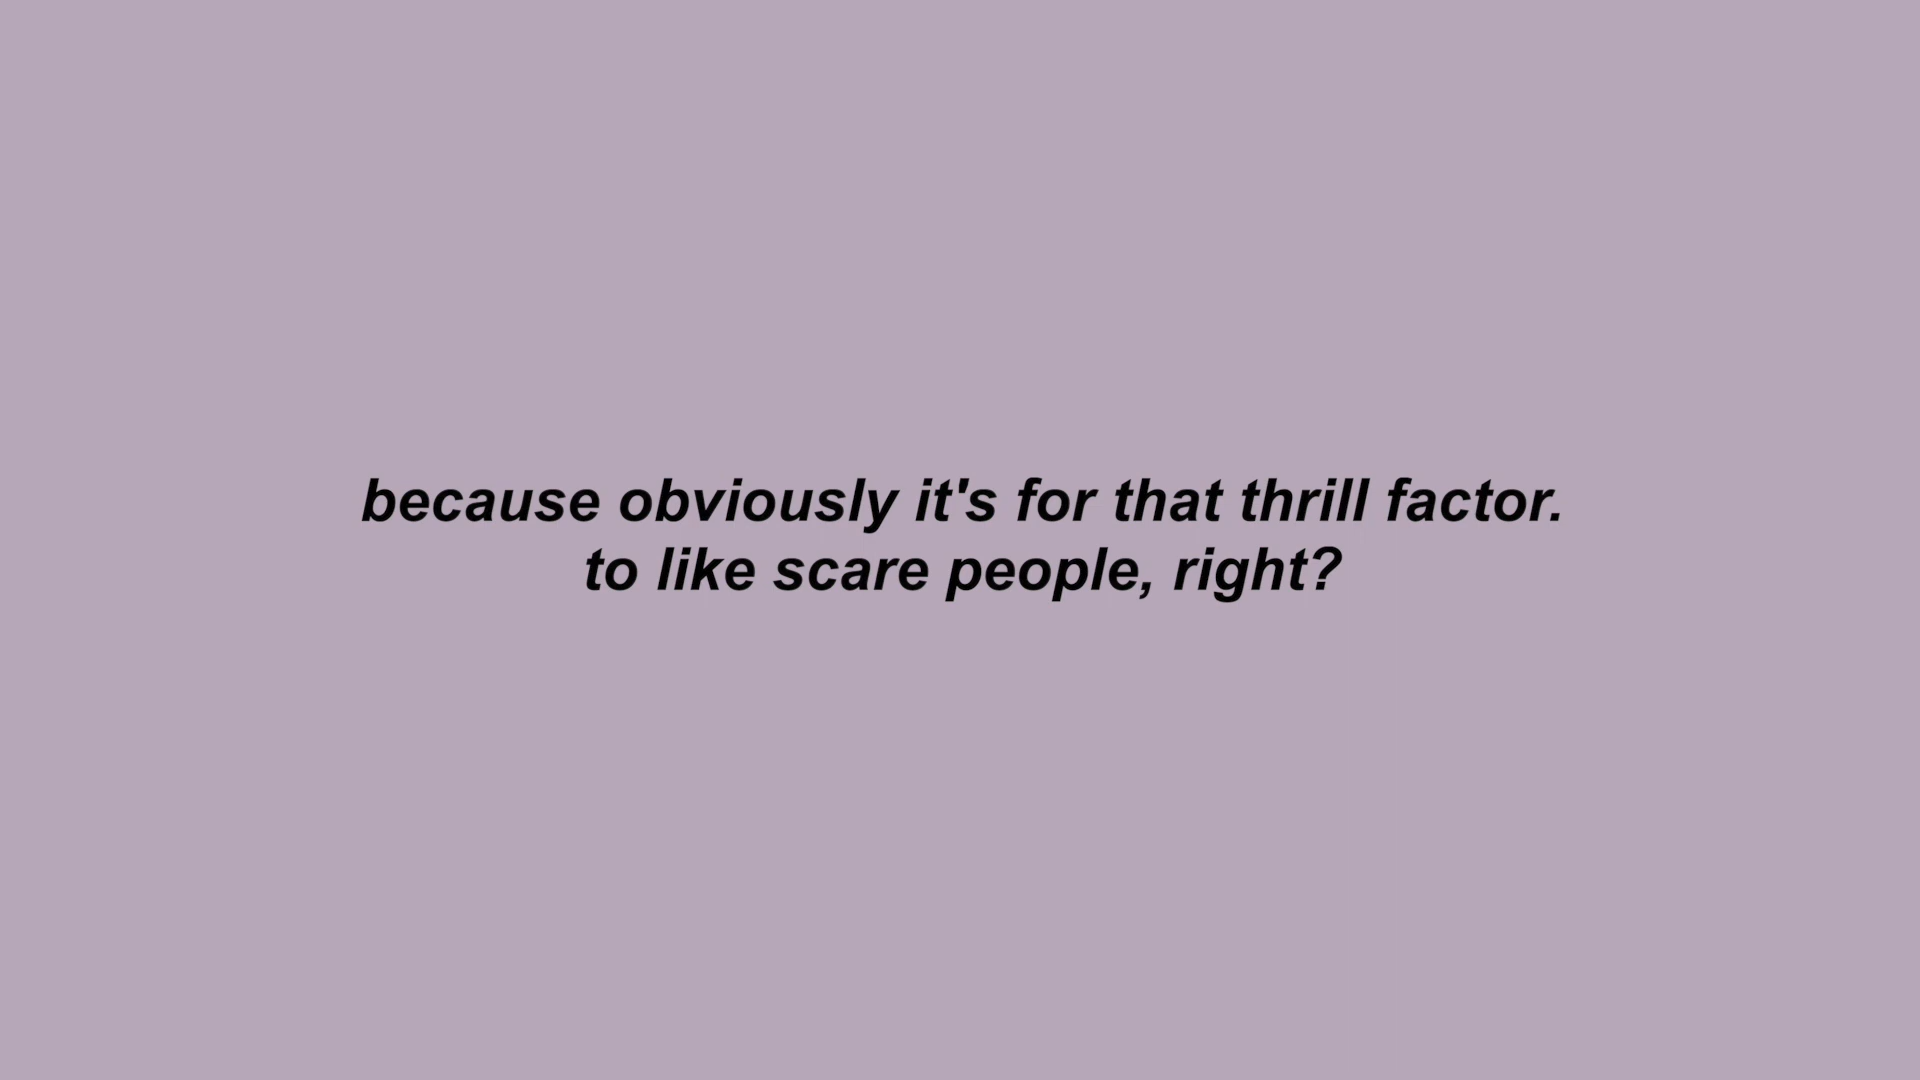 because obviously it's for that thrill factor.
to like scare people, right?